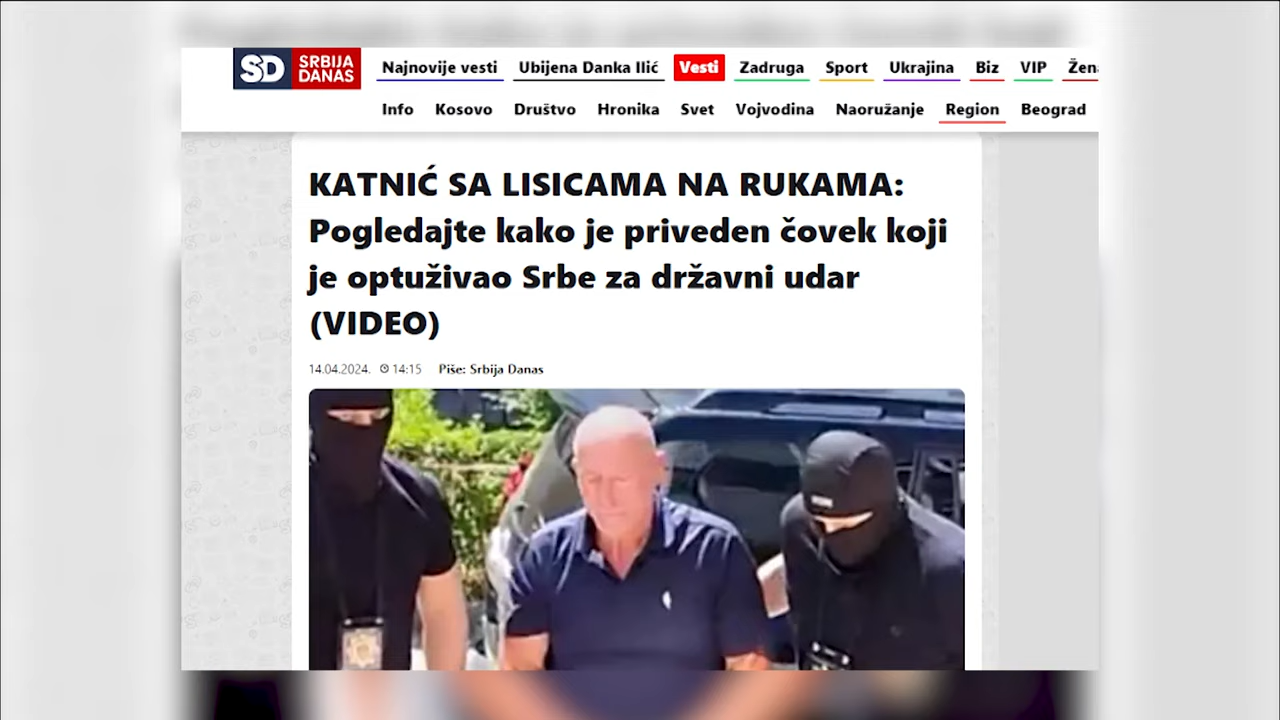 SD SRBIJA DANAS
Najnovije vesti Ubijena Danka Ilić Vesti Zadruga Sport Ukrajina Biz VIP
Info Kosovo Društvo Hronika Svet Vojvodina Naoružanje Region Beograd
KATNIĆ SA LISICAMA NA RUKAMA:
Pogledajte kako je priveden čovek koji
je optuživao Srbe za državni udar
(VIDEO)
14.04.2024. 14:15 Piše: Srbija Danas